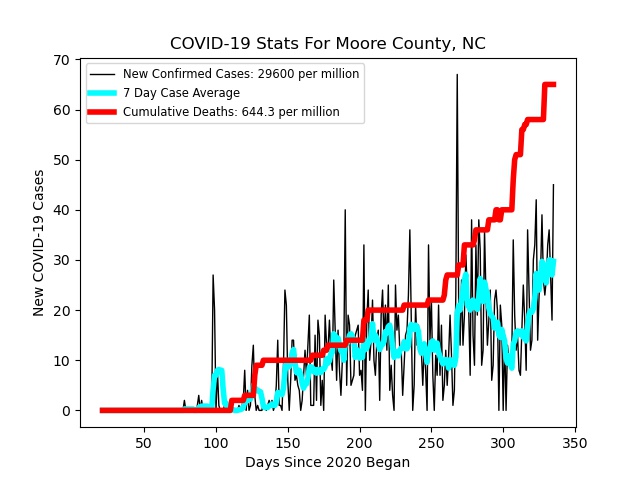 COVID-19 Stats For Moore County, NC
New Confirmed Cases: 29600 per million
7 Day Case Average
Cumulative Deaths: 644.3 per million
New COVID-19 Cases
70
60
50
40
30
20
10
0
50 100 150 200 250 300 350
Days Since 2020 Began